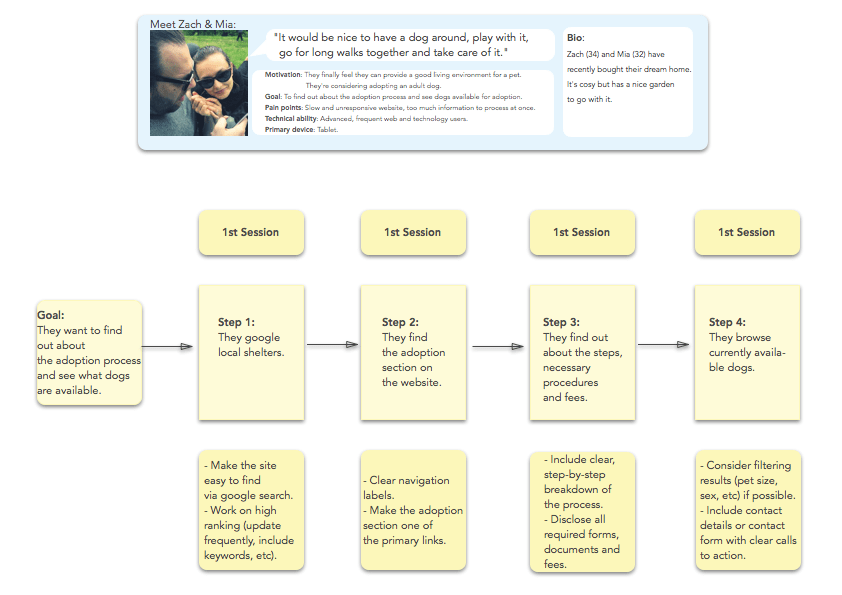 Meet Zach & Mia:
"It would be nice to have a dog around, play with it,
go for long walks together and take care of it."
Motivation: They finally feel they can provide a good living environment for a pet.
They're considering adopting an adult dog.
Goal: To find out about the adoption process and see dogs available for adoption.
Pain points: Slow and unresponsive website, too much information to process at once.
Technical ability: Advanced, frequent web and technology users.
Primary device: Tablet.
Bio:
Zach (34) and Mia (32) have
recently bought their dream home.
It's cosy but has a nice garden
to go with it.
1st Session
1st Session
1st Session
1st Session
Goal:
They want to find
out about
the adoption process
and see what dogs
are available.
Step 1:
They google
local shelters.
Step 2:
They find
the adoption
section on
the website.
Step 3:
They find out
about the steps,
necessary
procedures
and fees.
Step 4:
They browse
currently availa-
ble dogs.
- Make the site
easy to find
via google search.
- Work on high
ranking (update
frequently, include
keywords, etc).
- Clear navigation
labels.
- Make the adoption
section one of
the primary links.
- Include clear,
step-by-step
breakdown of
the process.
- Disclose all
required forms,
documents and
fees.
- Consider filtering
results (pet size,
sex, etc) if possible.
- Include contact
details or contact
form with clear calls
to action.